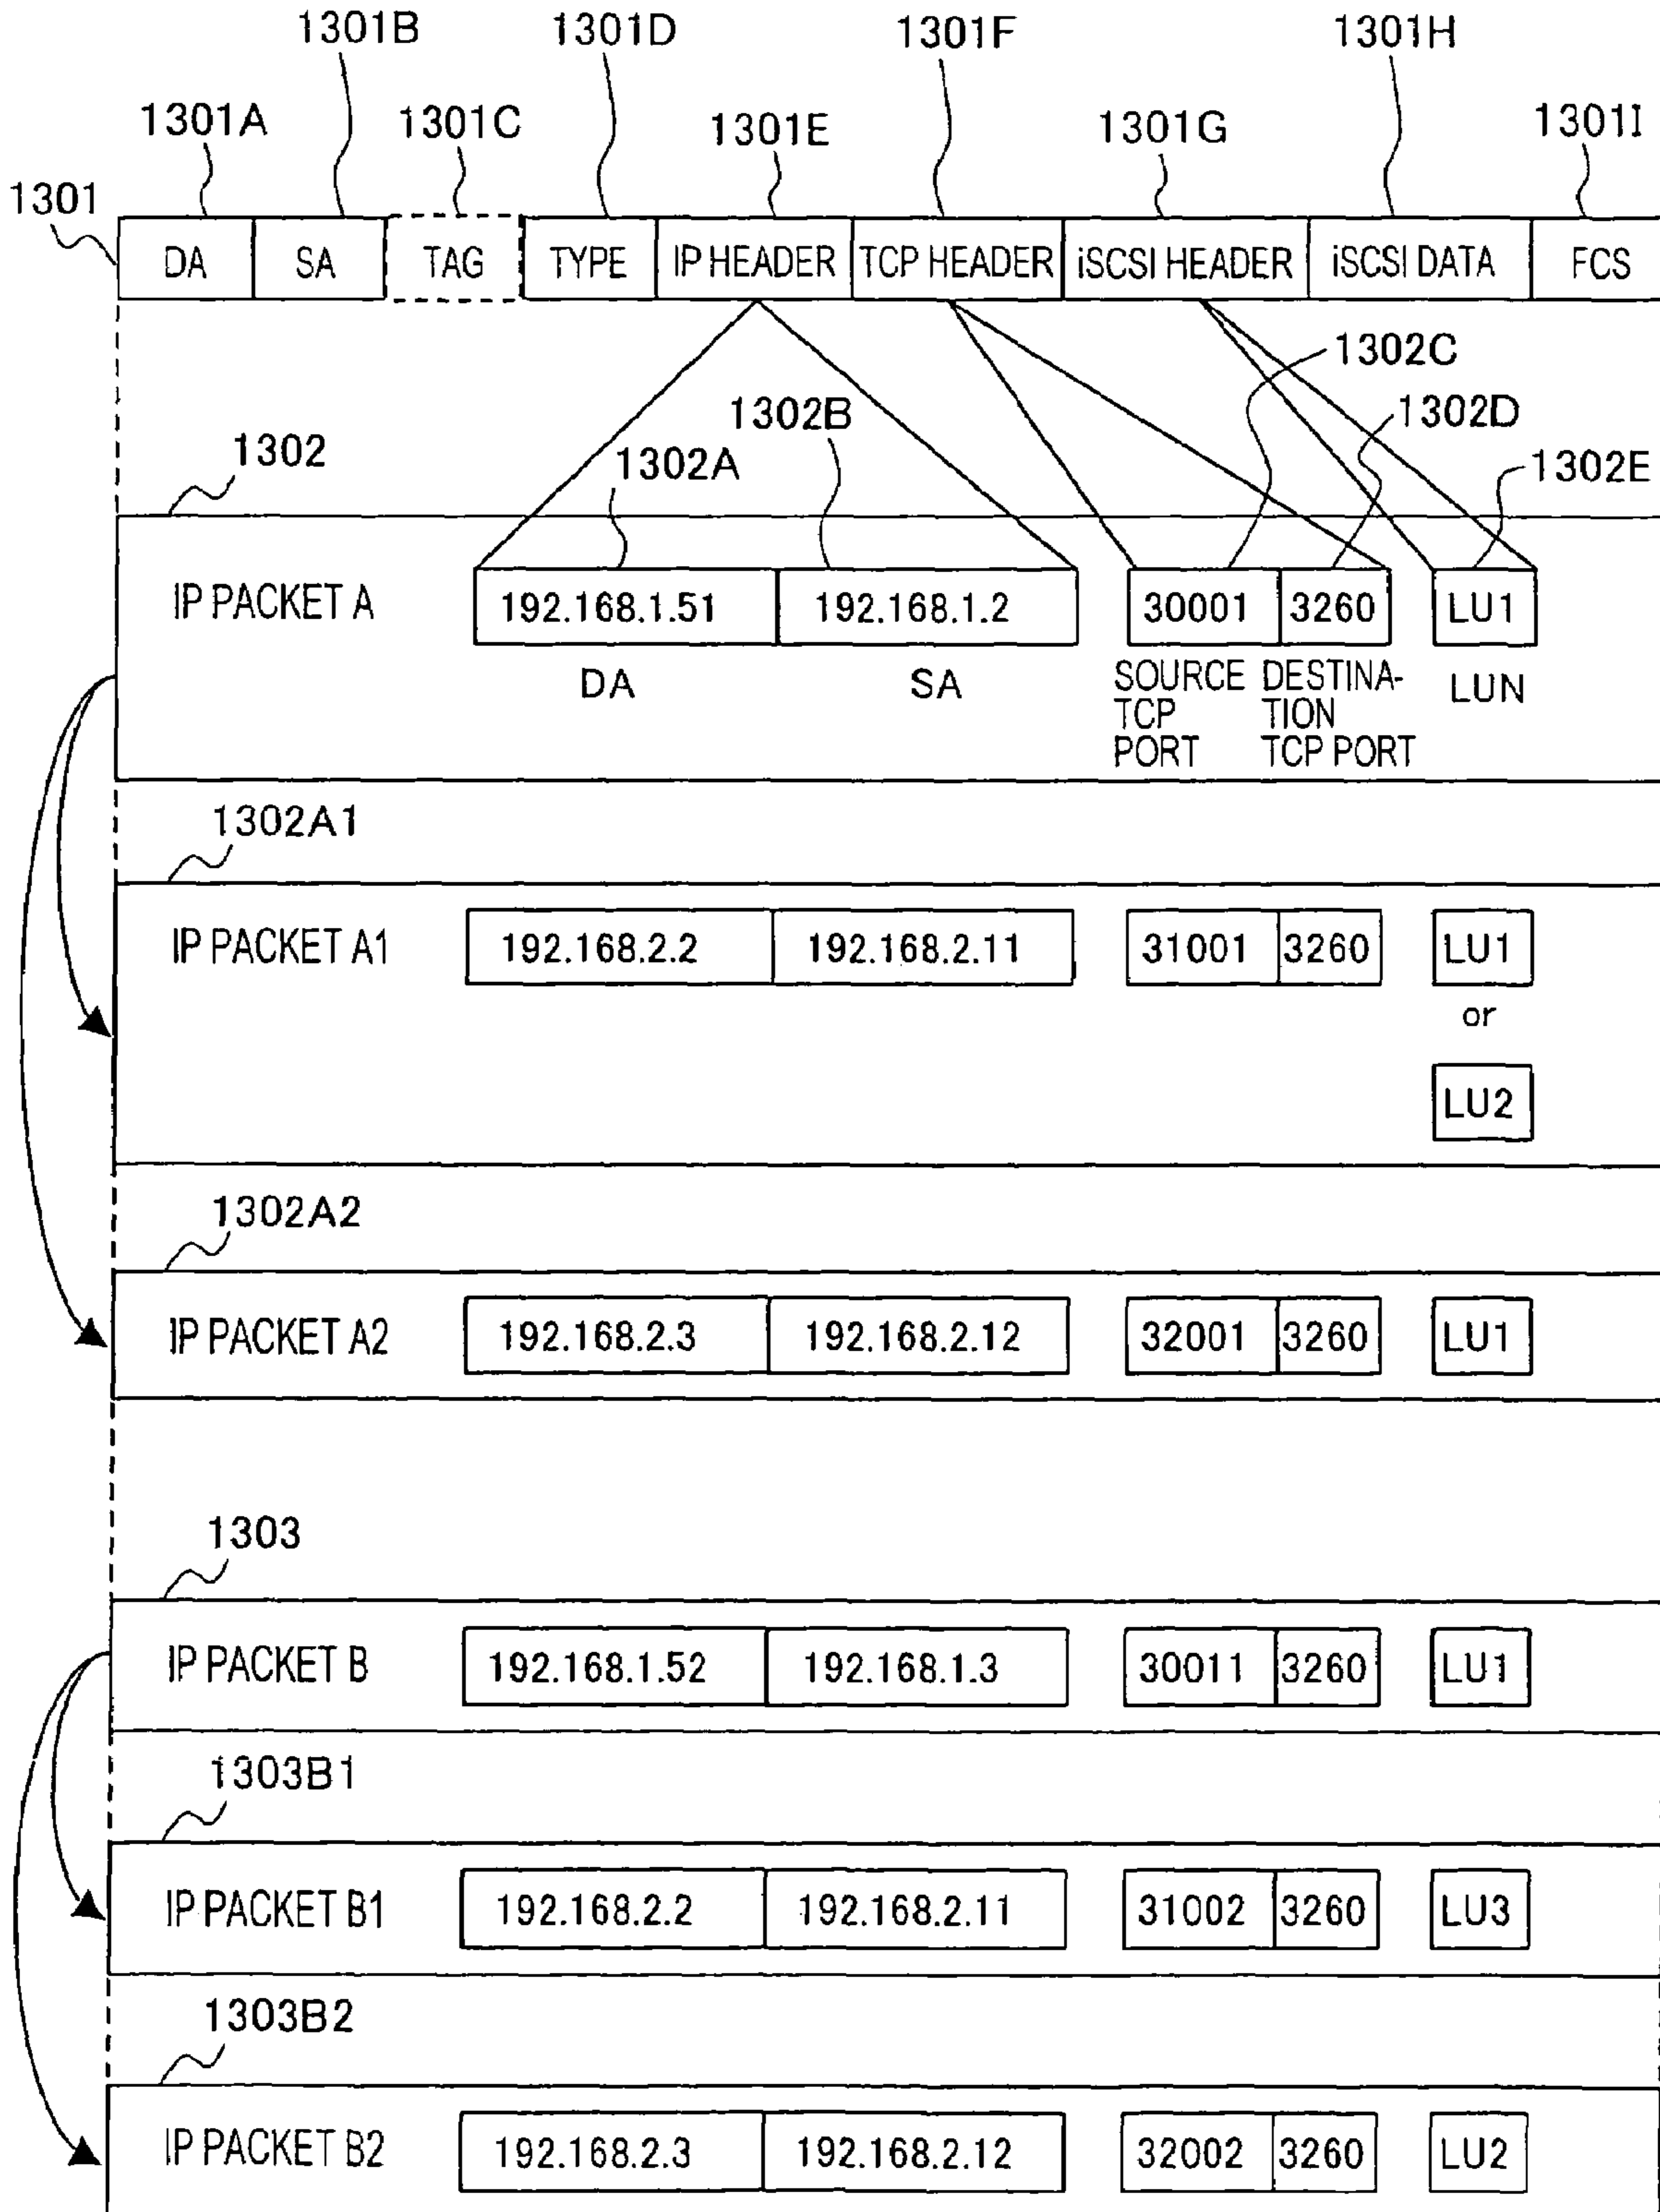 1301B 1301D 1301F 1301H
1301A 1301C 1301E 1301G 1301I
1301
DA SA TAG TYPE IP HEADER TCP HEADER iSCSI HEADER iSCSI DATA FCS
1302C
1302B 1302D
1302 1302A 1302E
IP PACKET A 192.168.1.51 192.168.1.2 30001 3260 LU1
DA SA SOURCE TCP PORT DESTINA-TION TCP PORT LUN
1302A1
IP PACKET A1 192.168.2.2 192.168.2.11 31001 3260 LU1
or
LU2
1302A2
IP PACKET A2 192.168.2.3 192.168.2.12 32001 3260 LU1
1303
IP PACKET B 192.168.1.52 192.168.1.3 30011 3260 LU1
1303B1
IP PACKET B1 192.168.2.2 192.168.2.11 31002 3260 LU3
1303B2
IP PACKET B2 192.168.2.3 192.168.2.12 32002 3260 LU2